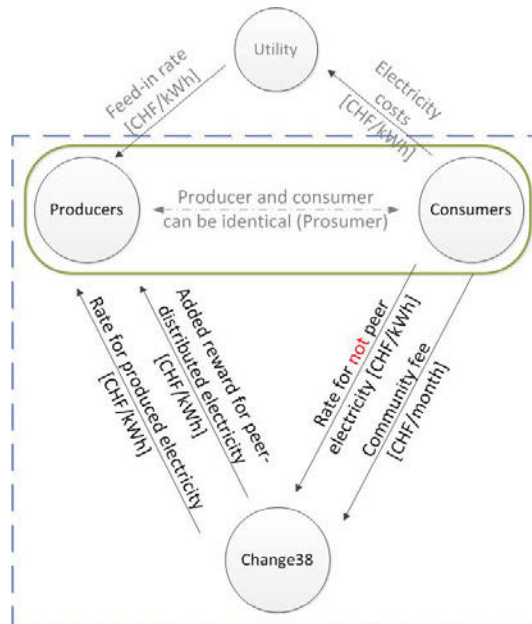 Utility
Feed-in rate
[CHF/kWh]
Electricity
costs
[CHF/kWh]
Producers
Producer and consumer
can be identical (Prosumer)
Consumers
Rate for produced electricity
[CHF/kWh]
Added reward for peer-
distributed electricity
[CHF/kWh]
Rate for not peer
electricity [CHF/kWh]
Community fee
[CHF/month]
Change38